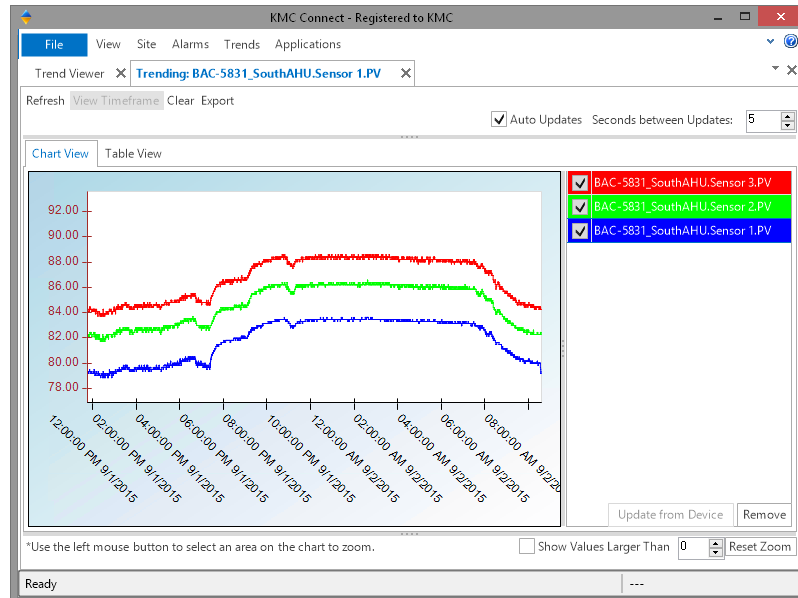 KMC Connect - Registered to KMC
File View Site Alarms Trends Applications
Trend Viewer Trending: BAC-5831_SouthAHU.Sensor 1.PV
Refresh View Timeframe Clear Export
Auto Updates Seconds between Updates: 5
Chart View Table View
BAC-5831_SouthAHU.Sensor 3.PV
BAC-5831_SouthAHU.Sensor 2.PV
BAC-5831_SouthAHU.Sensor 1.PV
92.00
90.00
88.00
86.00
84.00
82.00
80.00
78.00
12:00:00 PM 9/1/2015
02:00:00 PM 9/1/2015
04:00:00 PM 9/1/2015
06:00:00 PM 9/1/2015
08:00:00 PM 9/1/2015
10:00:00 PM 9/1/2015
12:00:00 AM 9/2/2015
02:00:00 AM 9/2/2015
04:00:00 AM 9/2/2015
06:00:00 AM 9/2/2015
08:00:00 AM 9/2/2
Update from Device Remove
*Use the left mouse button to select an area on the chart to zoom.
Show Values Larger Than 0 Reset Zoom
Ready ---